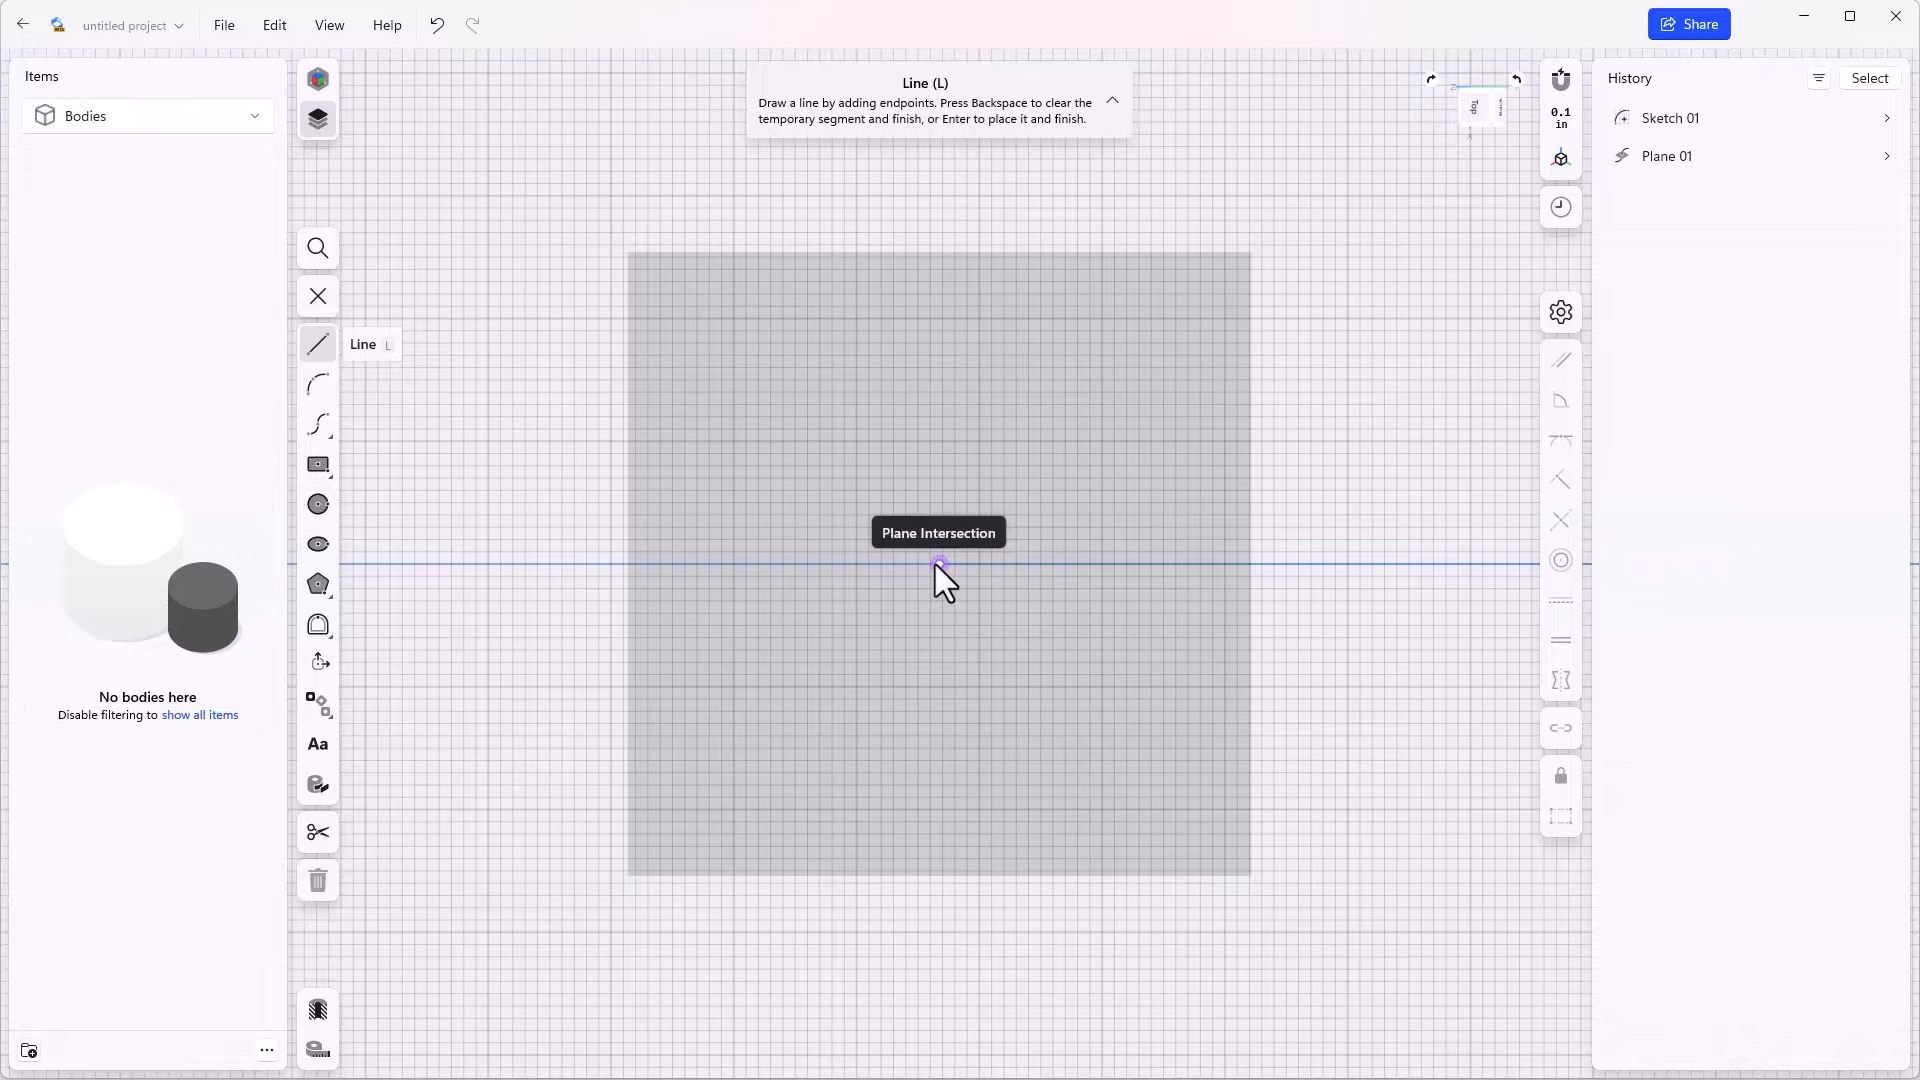 untitled project
File
Edit
View
Help
Share
Items
Bodies
Line (L)
Draw a line by adding endpoints. Press Backspace to clear the
temporary segment and finish, or Enter to place it and finish.
Top
0.1
in
History
Select
Sketch 01
Plane 01
Line L
Plane Intersection
No bodies here
Disable filtering to show all items
Aa